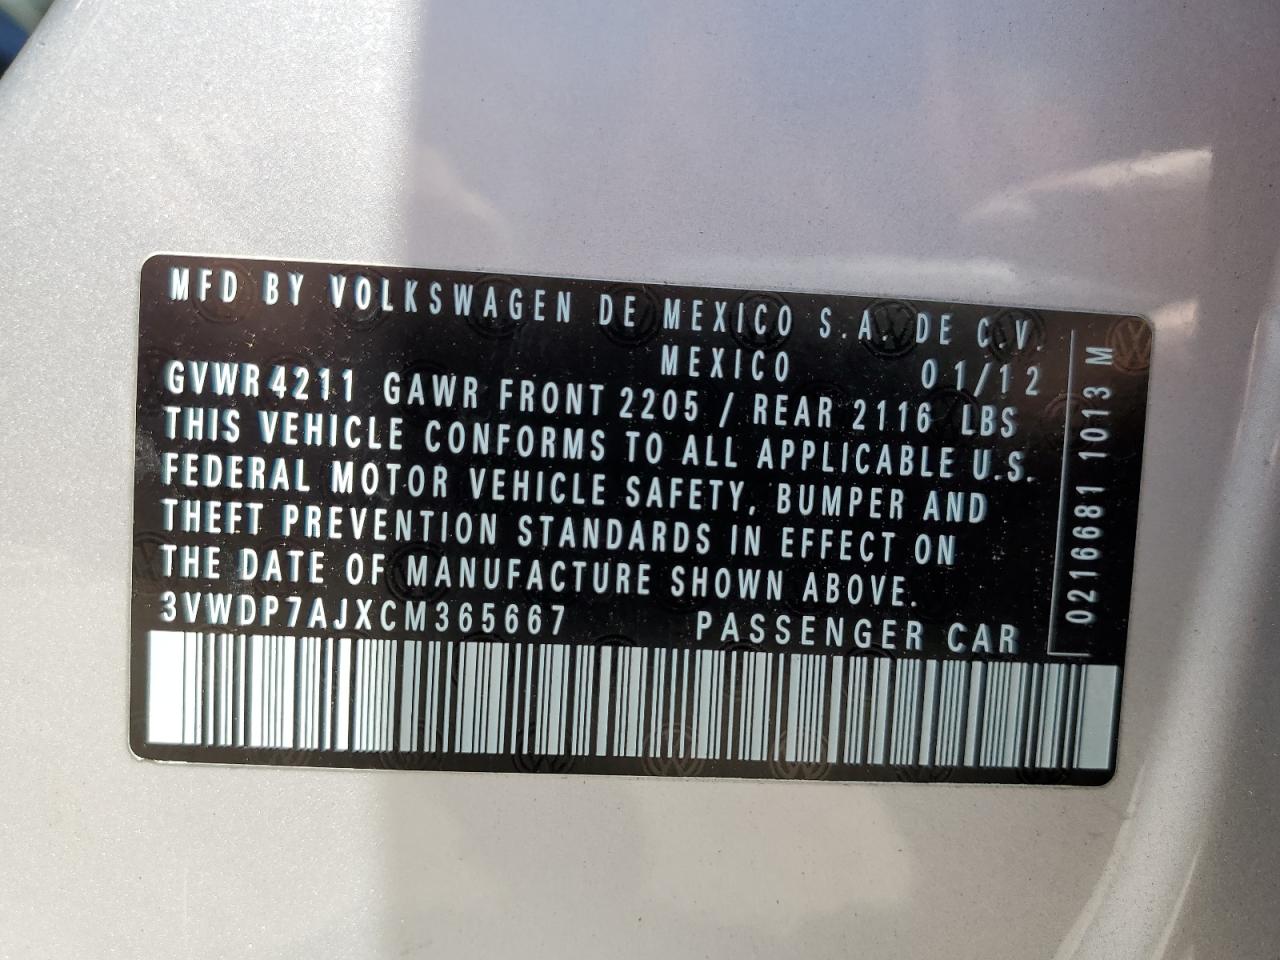 MFD BY VOLKSWAGEN DE MEXICO S.A. DE C.V.
MEXICO 01/12
GVWR 4211 GAWR FRONT 2205 / REAR 2116 LBS
THIS VEHICLE CONFORMS TO ALL APPLICABLE U.S.
FEDERAL MOTOR VEHICLE SAFETY, BUMPER AND
THEFT PREVENTION STANDARDS IN EFFECT ON
THE DATE OF MANUFACTURE SHOWN ABOVE.
3VWDP7AJXCM365667 PASSENGER CAR
0216681 1013 M